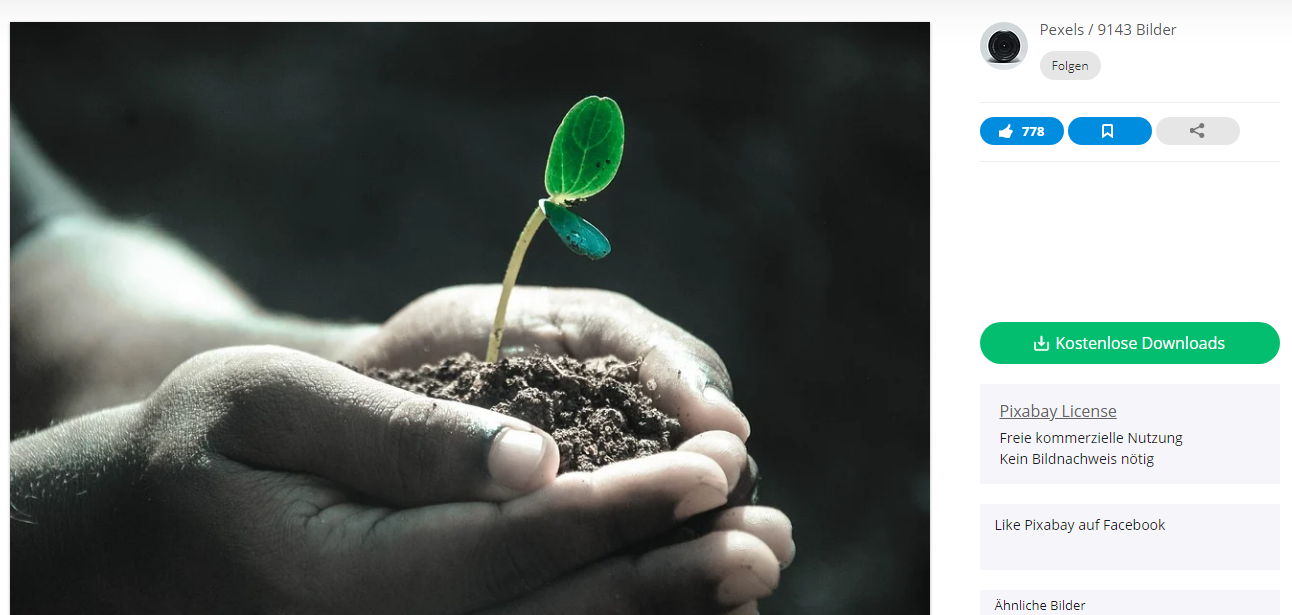 Pexels / 9143 Bilder
Folgen
778
Kostenlose Downloads
Pixabay License
Freie kommerzielle Nutzung
Kein Bildnachweis nötig
Like Pixabay auf Facebook
Ähnliche Bilder